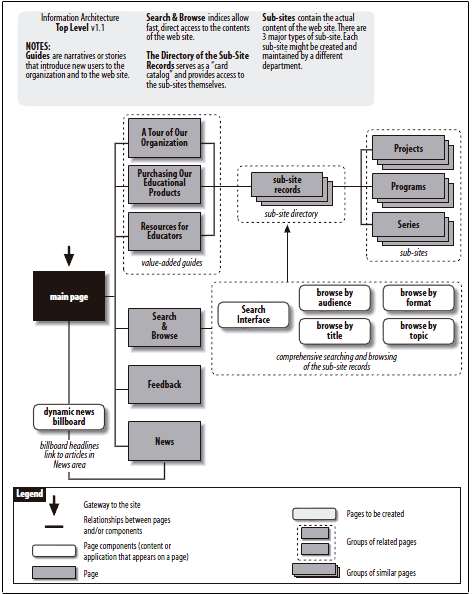 Information Architecture
Top Level v1.1
NOTES:
Guides are narratives or stories
that introduce new users to the
organization and to the web site.
Search & Browse indices allow
fast, direct access to the contents
of the web site.
The Directory of the Sub-Site
Records serves as a "card
catalog" and provides access to
the sub-sites themselves.
Sub-sites contain the actual
content of the web site. There are
3 major types of sub-site. Each
sub-site might be created and
maintained by a different
department.
A Tour of Our
Organization
Purchasing Our
Educational
Products
Resources for
Educators
value-added guides
sub-site
records
sub-site directory
Projects
Programs
Series
sub-sites
main page
Search
&
Browse
Search
Interface
browse by
audience
browse by
format
browse by
title
browse by
topic
comprehensive searching and browsing
of the sub-site records
Feedback
dynamic news
billboard
billboard headlines
link to articles in
News area
News
Legend
Gateway to the site
Relationships between pages
and/or components
Page components (content or
application that appears on a page)
Page
Pages to be created
Groups of related pages
Groups of similar pages